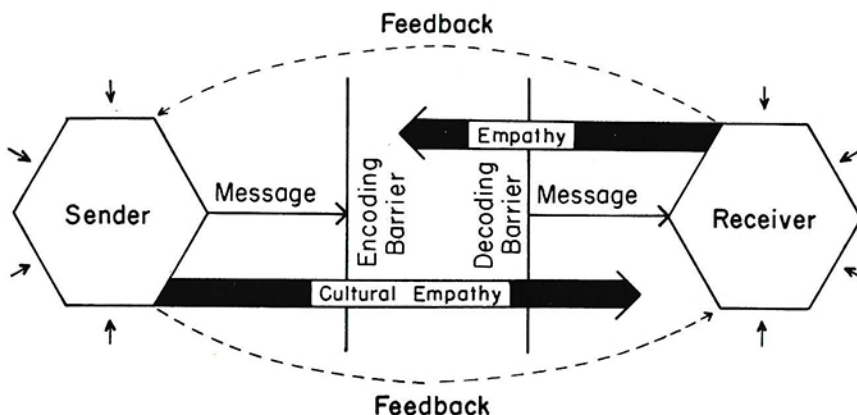 Feedback
Empathy
Message
Encoding
Barrier
Decoding
Barrier
Message
Sender
Receiver
Cultural Empathy
Feedback